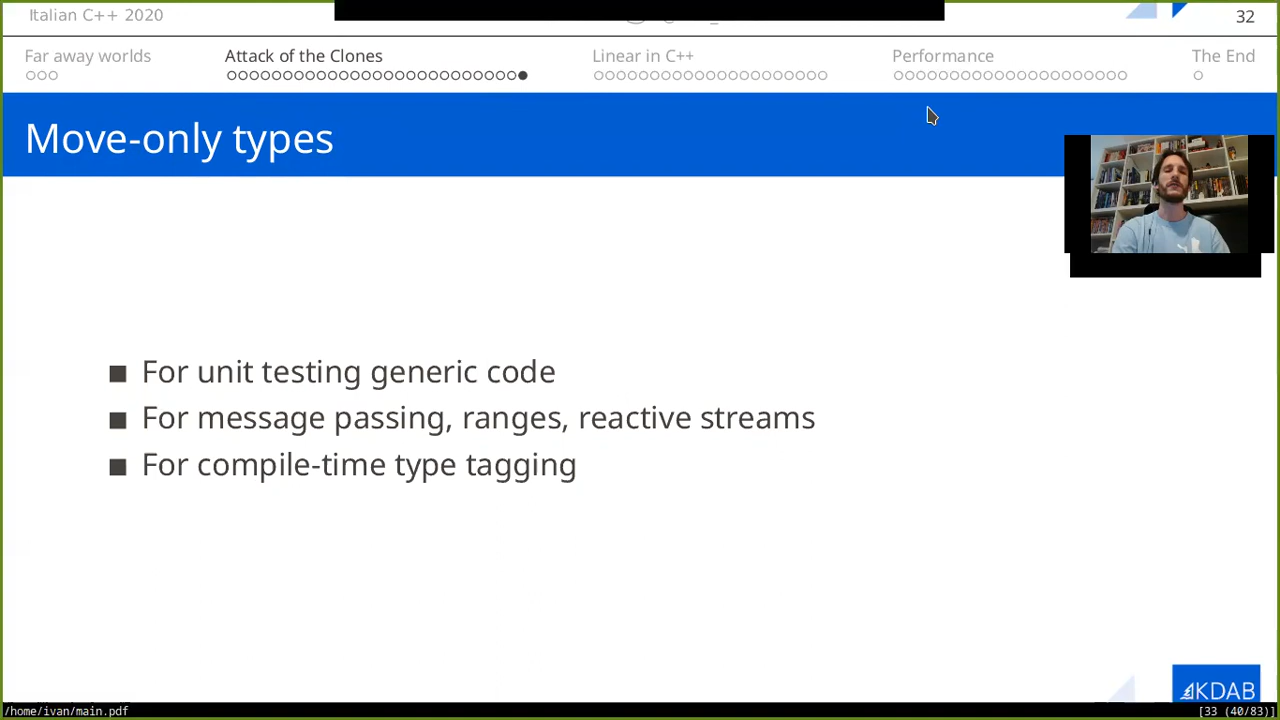 Italian C++ 2020
32
Far away worlds
Attack of the Clones
Linear in C++
Performance
The End
Move-only types
For unit testing generic code
For message passing, ranges, reactive streams
For compile-time type tagging
KDAB
/home/ivan/main.pdf
[33 (40/83)]